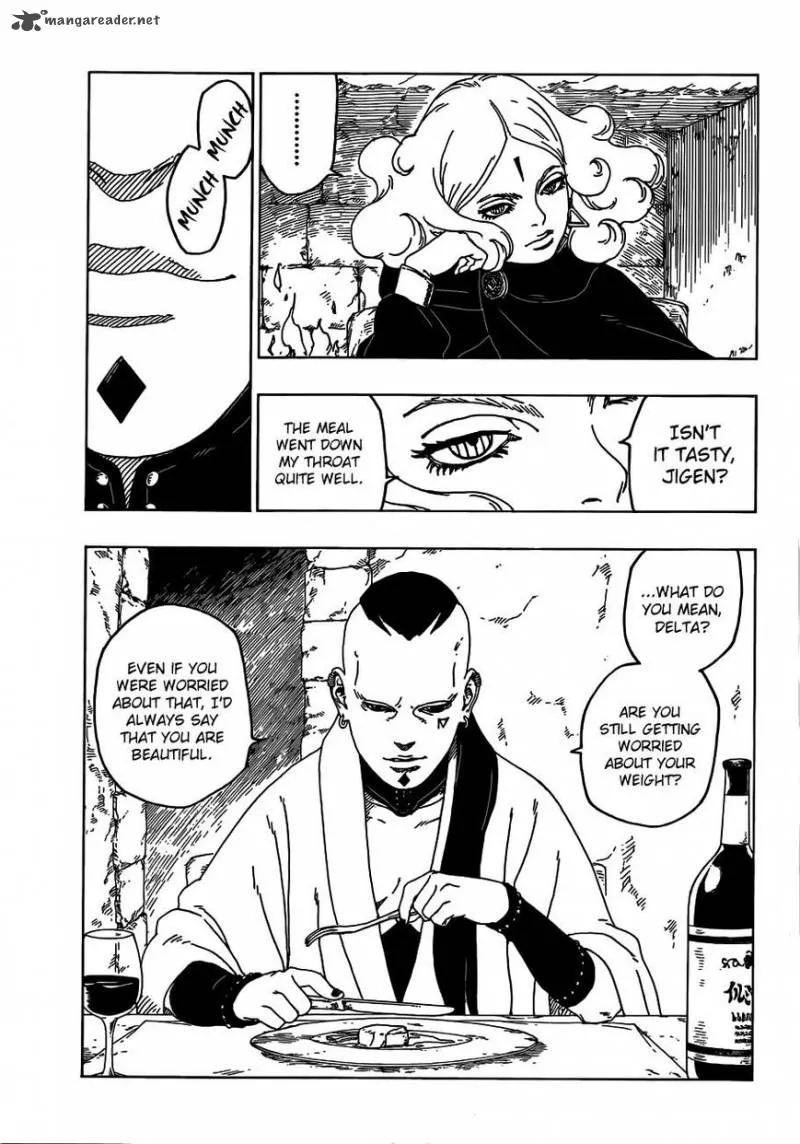 mangareader.net
.........
MUNCH
MUNCH
ISN'T
IT TASTY,
JIGEN?
THE MEAL
WENT DOWN
MY THROAT
QUITE WELL.
...WHAT DO
YOU MEAN,
DELTA?
ARE YOU
STILL GETTING
WORRIED
ABOUT YOUR
WEIGHT?
EVEN IF YOU
WERE WORRIED
ABOUT THAT, I'D
ALWAYS SAY
THAT YOU ARE
BEAUTIFUL.